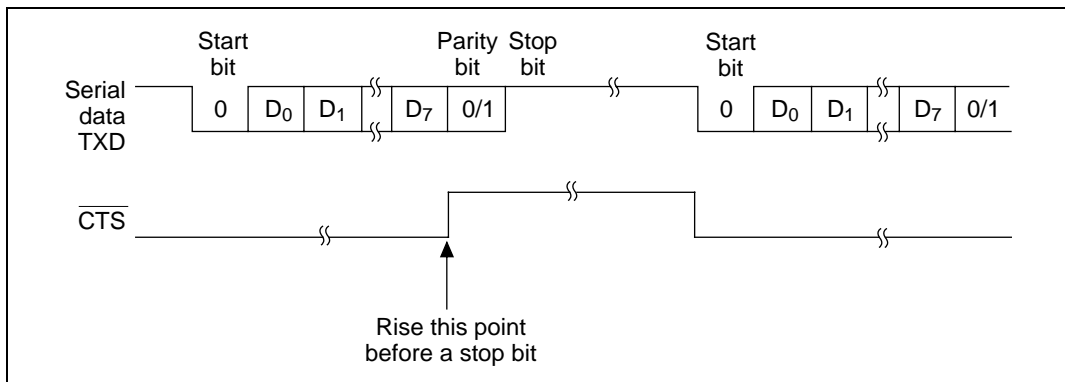 Start bit
Parity bit
Stop bit
Start bit
Serial data TXD
0
D0
D1
D7
0/1
0
D0
D1
D7
0/1
CTS
Rise this point
before a stop bit